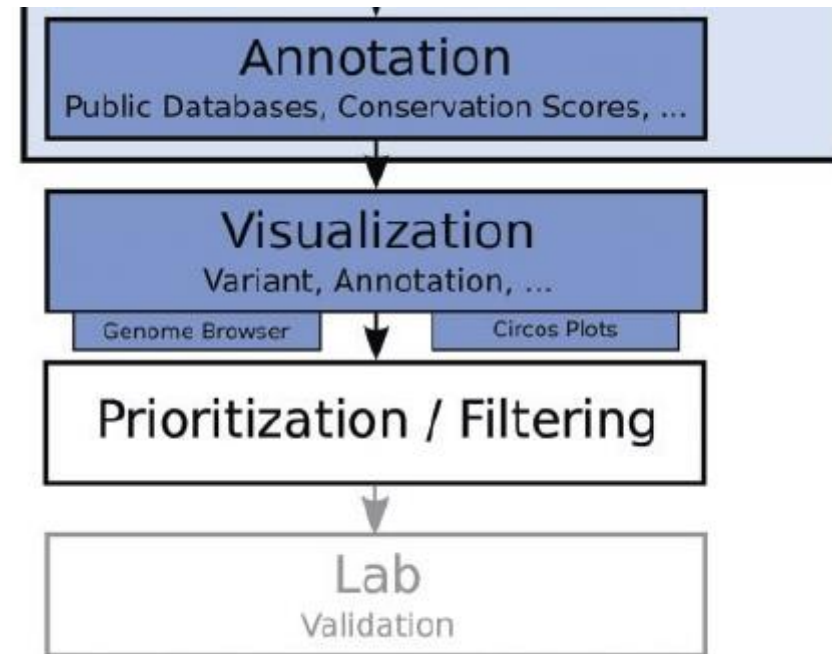 Annotation
Public Databases, Conservation Scores, ...
Visualization
Variant, Annotation, ...
Genome Browser
Circos Plots
Prioritization / Filtering
Lab
Validation